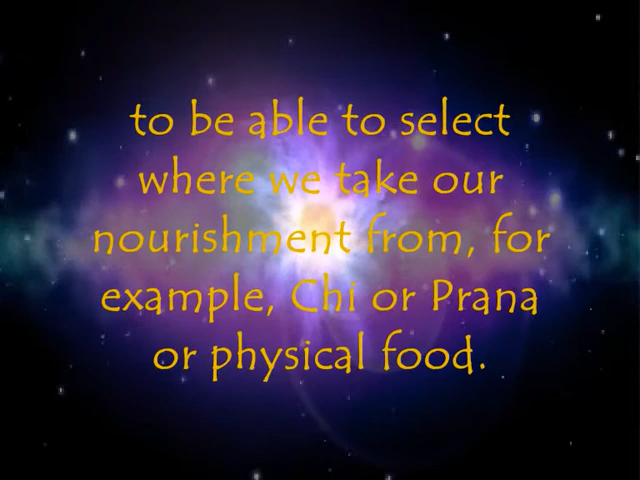 to be able to select
where we take our
nourishment from, for
example, Chi or Prana
or physical food.